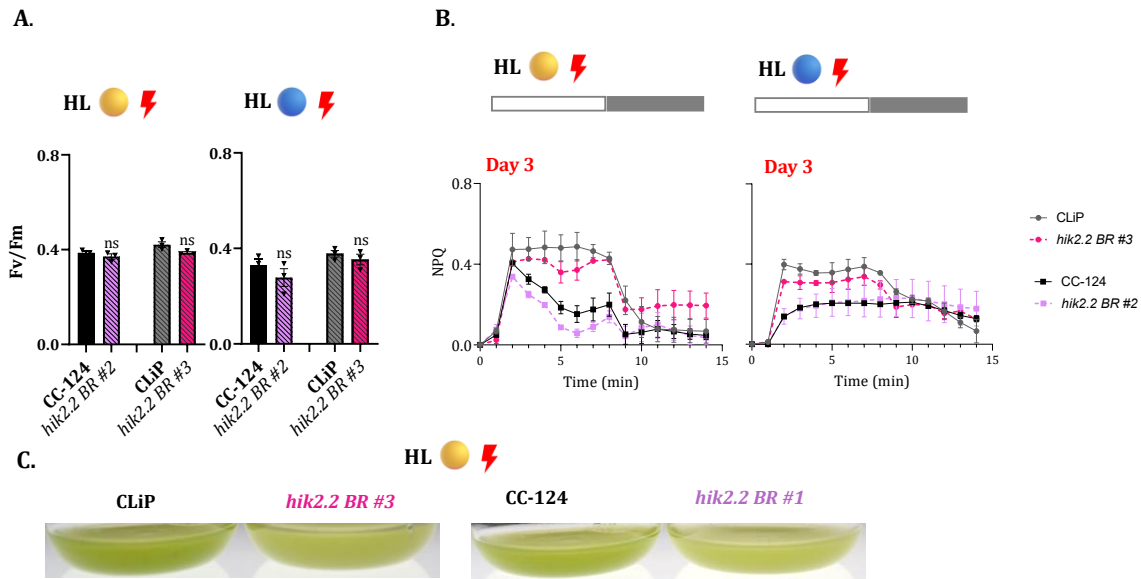 A.
HL
HL
0.8
0.4
0.0
Fv/Fm
ns
ns
CC-124
hik2.2 BR #2
CLiP
hik2.2 BR #3
0.8
0.4
0.0
ns
ns
CC-124
hik2.2 BR #2
CLiP
hik2.2 BR #3
B.
HL
HL
Day 3
Day 3
0.8
0.4
0.0
NPQ
0 5 10 15
Time (min)
0 5 10 15
Time (min)
CLiP
hik2.2 BR #3
CC-124
hik2.2 BR #2
C.
HL
CLiP
hik2.2 BR #3
CC-124
hik2.2 BR #1